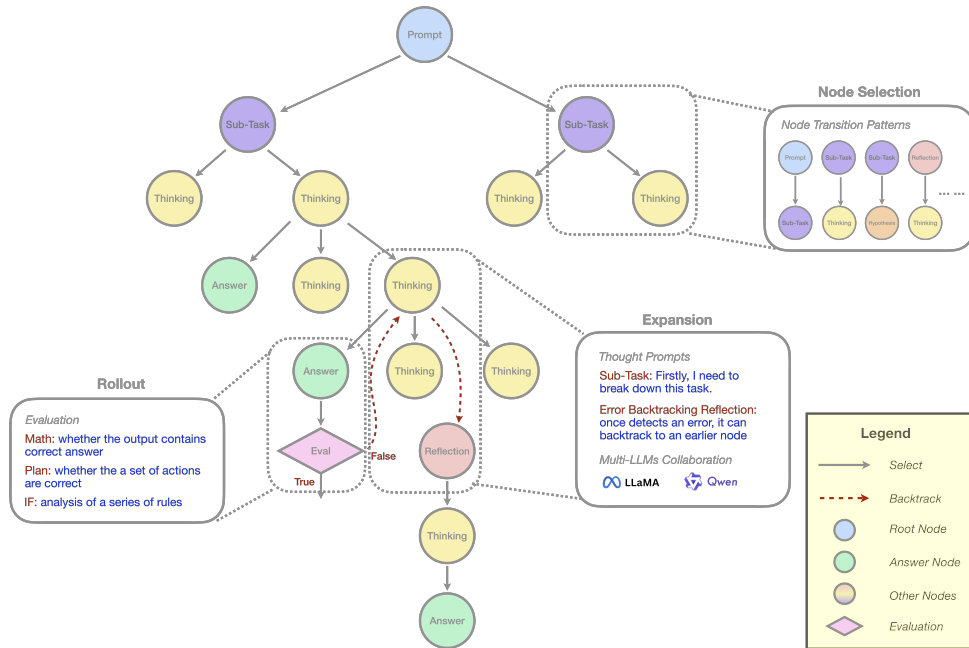 Prompt
Node Selection
Sub-Task
Sub-Task
Node Transition Patterns
Prompt
Sub-Task
Sub-Task
Reflection
Thinking
Thinking
Thinking
Thinking
Sub-Task
Thinking
Hypothesis
Thinking
Answer
Thinking
Thinking
Expansion
Thought Prompts
Sub-Task: Firstly, I need to
break down this task.
Error Backtracking Reflection:
once detects an error, it can
backtrack to an earlier node
Multi-LLMs Collaboration
LLaMA
Qwen
Answer
Thinking
Thinking
Rollout
Evaluation
Math: whether the output contains
correct answer
Plan: whether the a set of actions
are correct
IF: analysis of a series of rules
Eval
False
True
Reflection
Thinking
Answer
Legend
Select
Backtrack
Root Node
Answer Node
Other Nodes
Evaluation